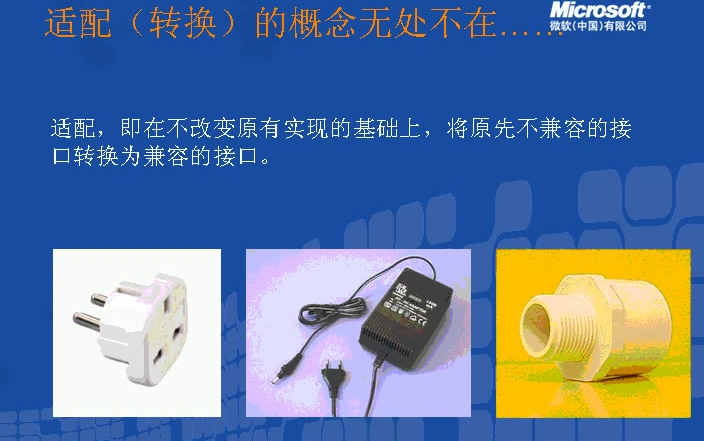 适配（转换）的概念无处不在……
Microsoft
微软(中国)有限公司
适配，即在不改变原有实现的基础上，将原先不兼容的接
口转换为兼容的接口。